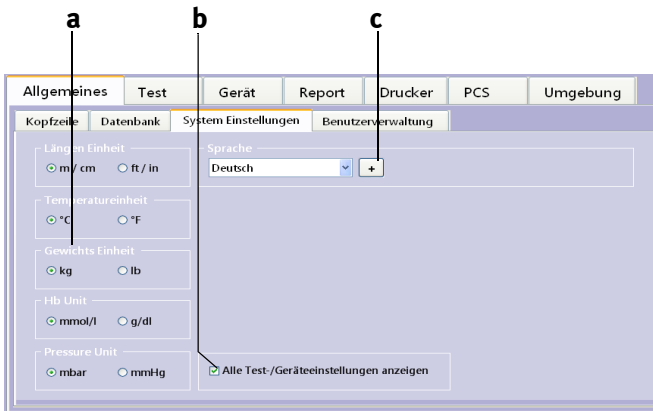 a b c
Allgemeines Test Gerät Report Drucker PCS Umgebung
Kopfzeile Datenbank System Einstellungen Benutzerverwaltung
Längen Einheit Sprache
m / cm ft / in Deutsch +
Temperatureinheit
°C °F
Gewichts Einheit
kg lb
Hb Unit
mmol/l g/dl
Pressure Unit
mbar mmHg Alle Test-/Geräteeinstellungen anzeigen